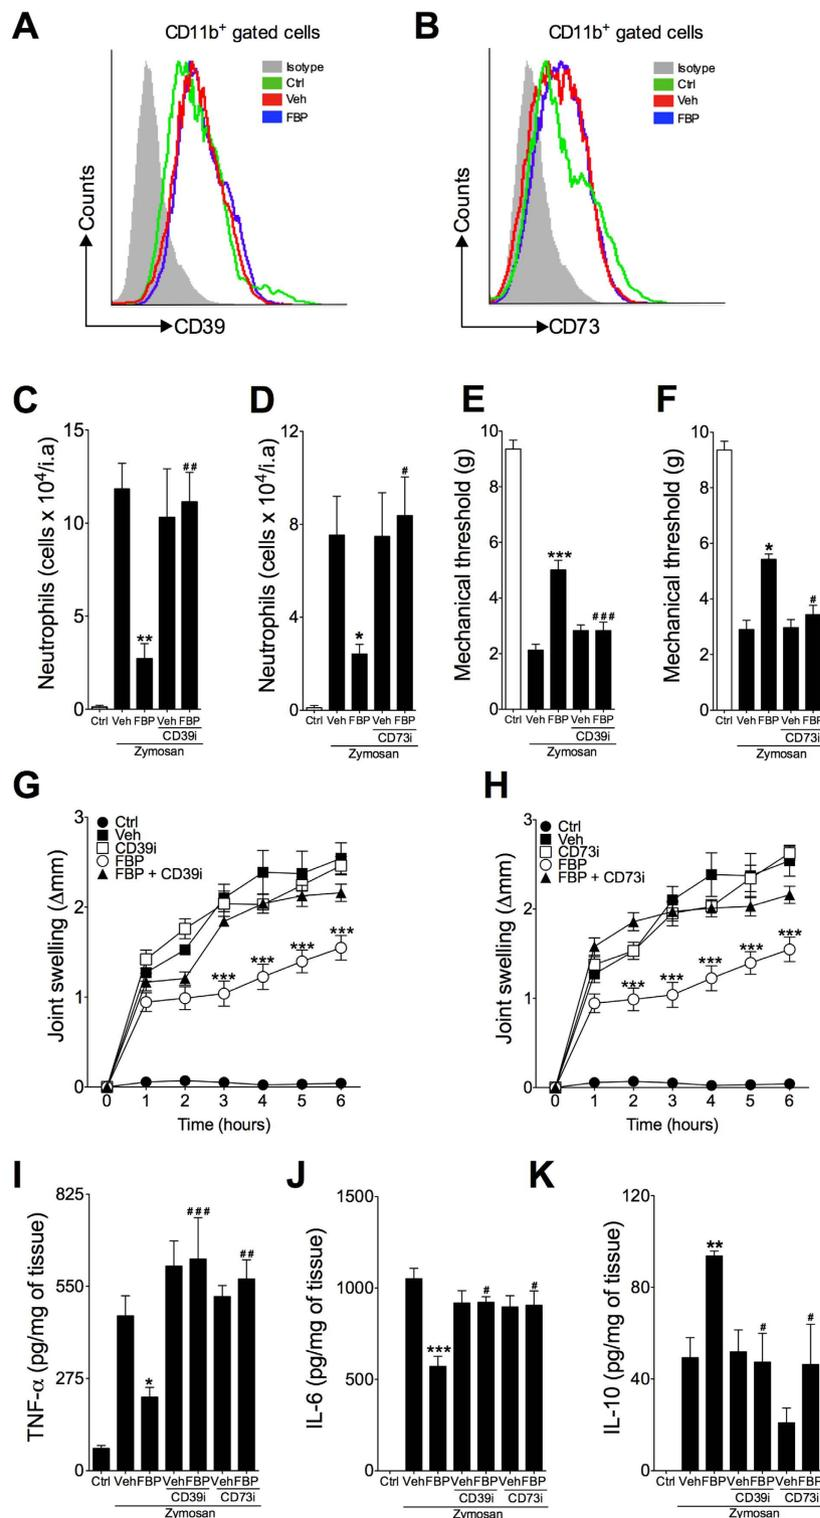 A
CD11b+ gated cells
Isotype
Ctrl
Veh
FBP
Counts
CD39
B
CD11b+ gated cells
Isotype
Ctrl
Veh
FBP
Counts
CD73
C
Neutrophils (cells x 10⁴/i.a)
15
10
5
0
**
##
Ctrl Veh FBP Veh FBP
CD39i
Zymosan
D
Neutrophils (cells x 10⁴/i.a)
12
8
4
0
*
#
Ctrl Veh FBP Veh FBP
CD73i
Zymosan
E
Mechanical threshold (g)
10
8
6
4
2
0
***
###
Ctrl Veh FBP Veh FBP
CD39i
Zymosan
F
Mechanical threshold (g)
10
8
6
4
2
0
*
#
Ctrl Veh FBP Veh FBP
CD73i
Zymosan
G
Ctrl
Veh
CD39i
FBP
FBP + CD39i
Joint swelling (Δmm)
3
2
1
0
*** *** *** ***
0 1 2 3 4 5 6
Time (hours)
H
Ctrl
Veh
CD73i
FBP
FBP + CD73i
Joint swelling (Δmm)
3
2
1
0
*** *** *** *** ***
0 1 2 3 4 5 6
Time (hours)
I
TNF-α (pg/mg of tissue)
825
550
275
0
*
###
##
Ctrl Veh FBP Veh FBP Veh FBP
CD39i CD73i
Zymosan
J
IL-6 (pg/mg of tissue)
1500
1000
500
0
***
#
#
Ctrl Veh FBP Veh FBP Veh FBP
CD39i CD73i
Zymosan
K
IL-10 (pg/mg of tissue)
120
80
40
0
**
#
#
Ctrl Veh FBP Veh FBP Veh FBP
CD39i CD73i
Zymosan